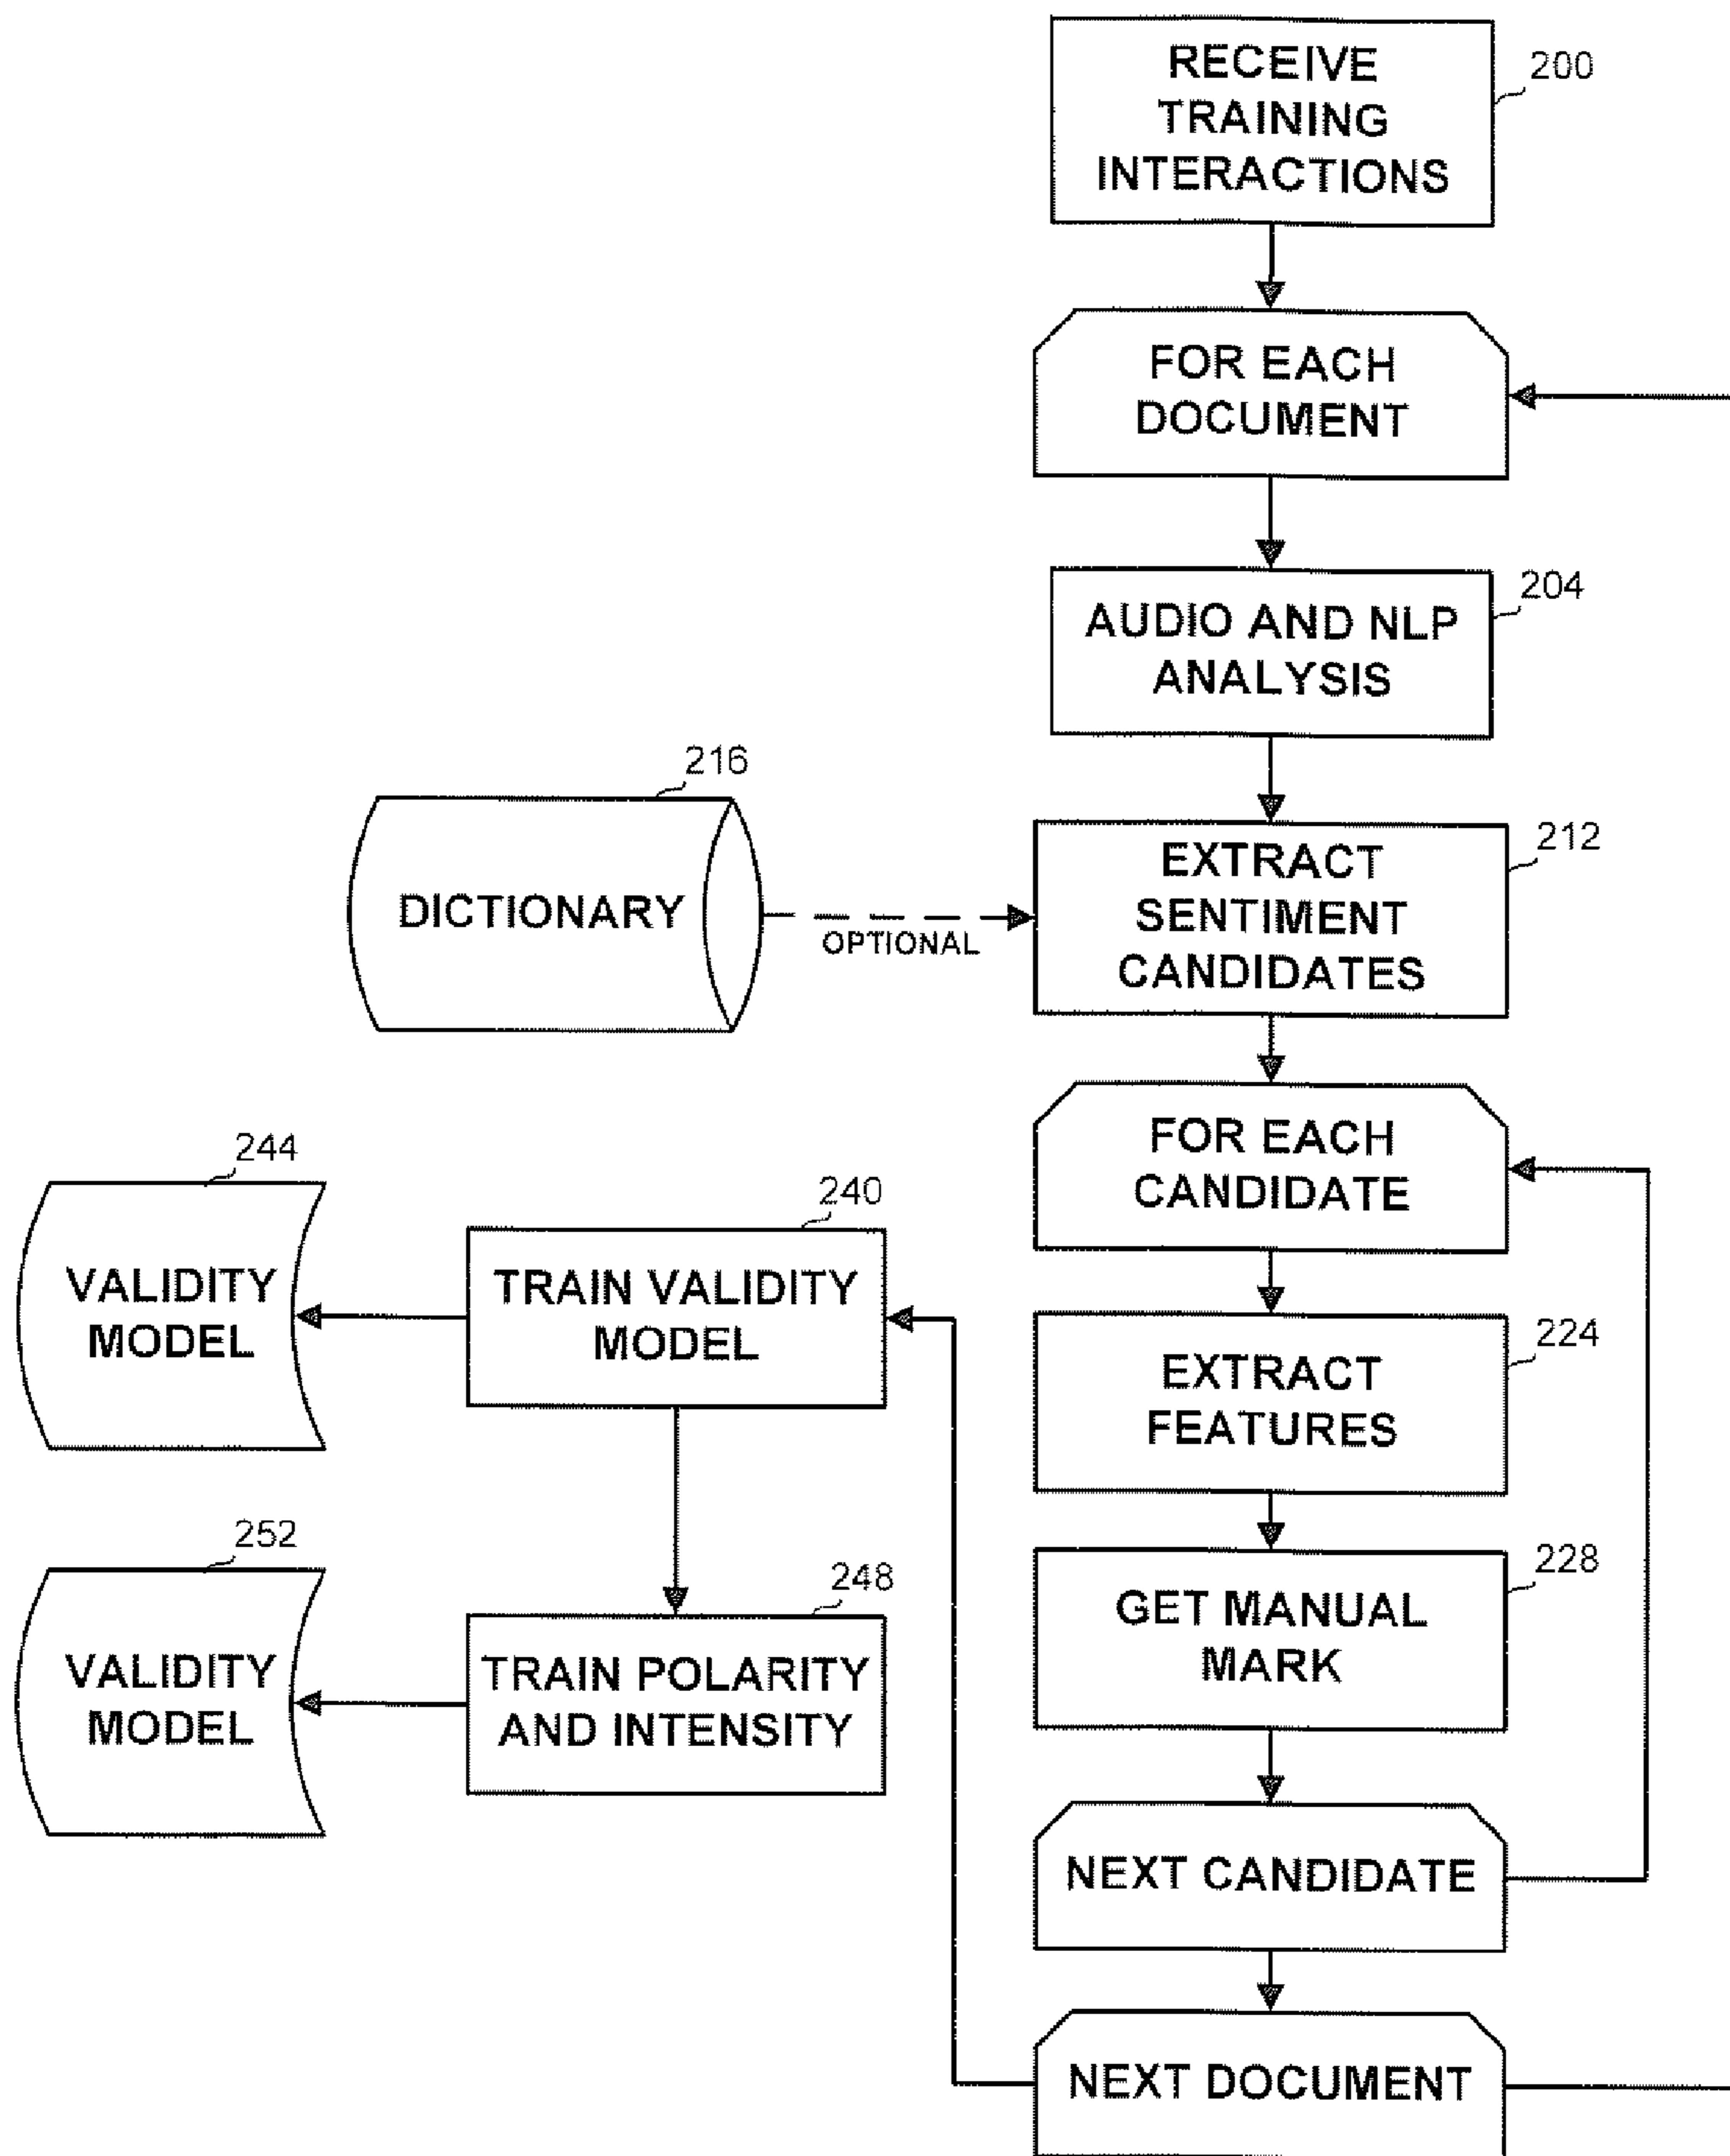 RECEIVE
TRAINING
INTERACTIONS
200
FOR EACH
DOCUMENT
AUDIO AND NLP
ANALYSIS
204
216
DICTIONARY
OPTIONAL
EXTRACT
SENTIMENT
CANDIDATES
212
FOR EACH
CANDIDATE
EXTRACT
FEATURES
224
GET MANUAL
MARK
228
NEXT CANDIDATE
NEXT DOCUMENT
240
TRAIN VALIDITY
MODEL
244
VALIDITY
MODEL
248
TRAIN POLARITY
AND INTENSITY
252
VALIDITY
MODEL